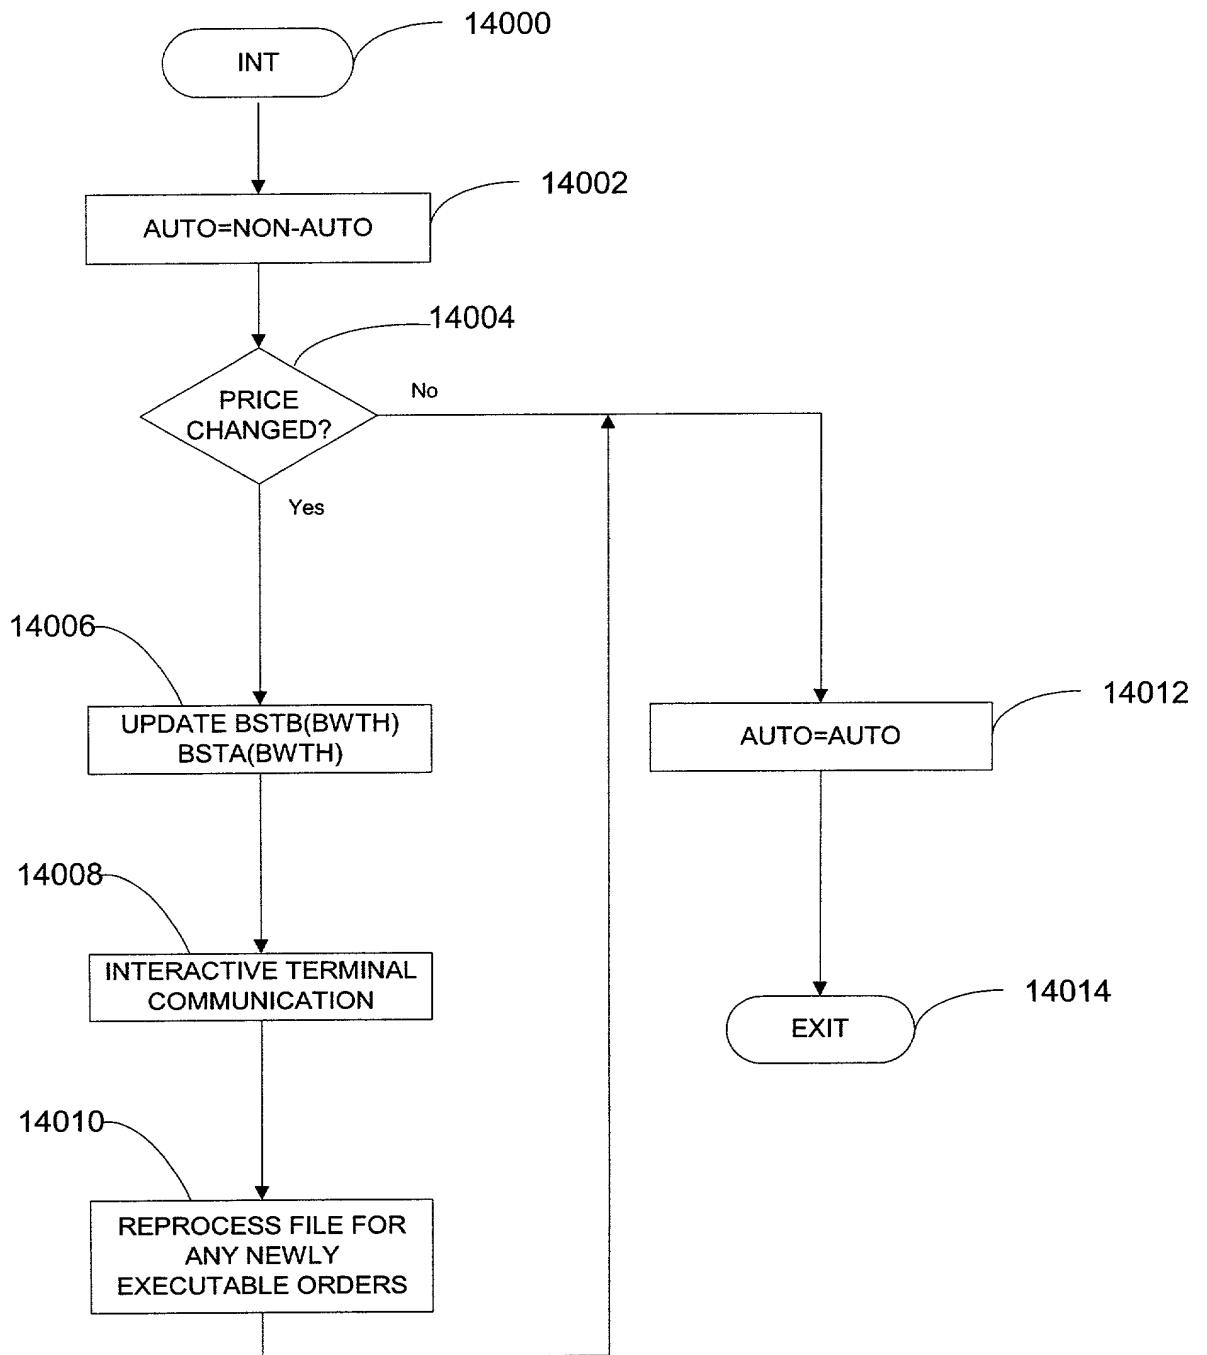 14000
INT
14002
AUTO=NON-AUTO
14004
PRICE
CHANGED?
No
Yes
14006
UPDATE BSTB(BWTH)
BSTA(BWTH)
14012
AUTO=AUTO
14008
INTERACTIVE TERMINAL
COMMUNICATION
14014
EXIT
14010
REPROCESS FILE FOR
ANY NEWLY
EXECUTABLE ORDERS